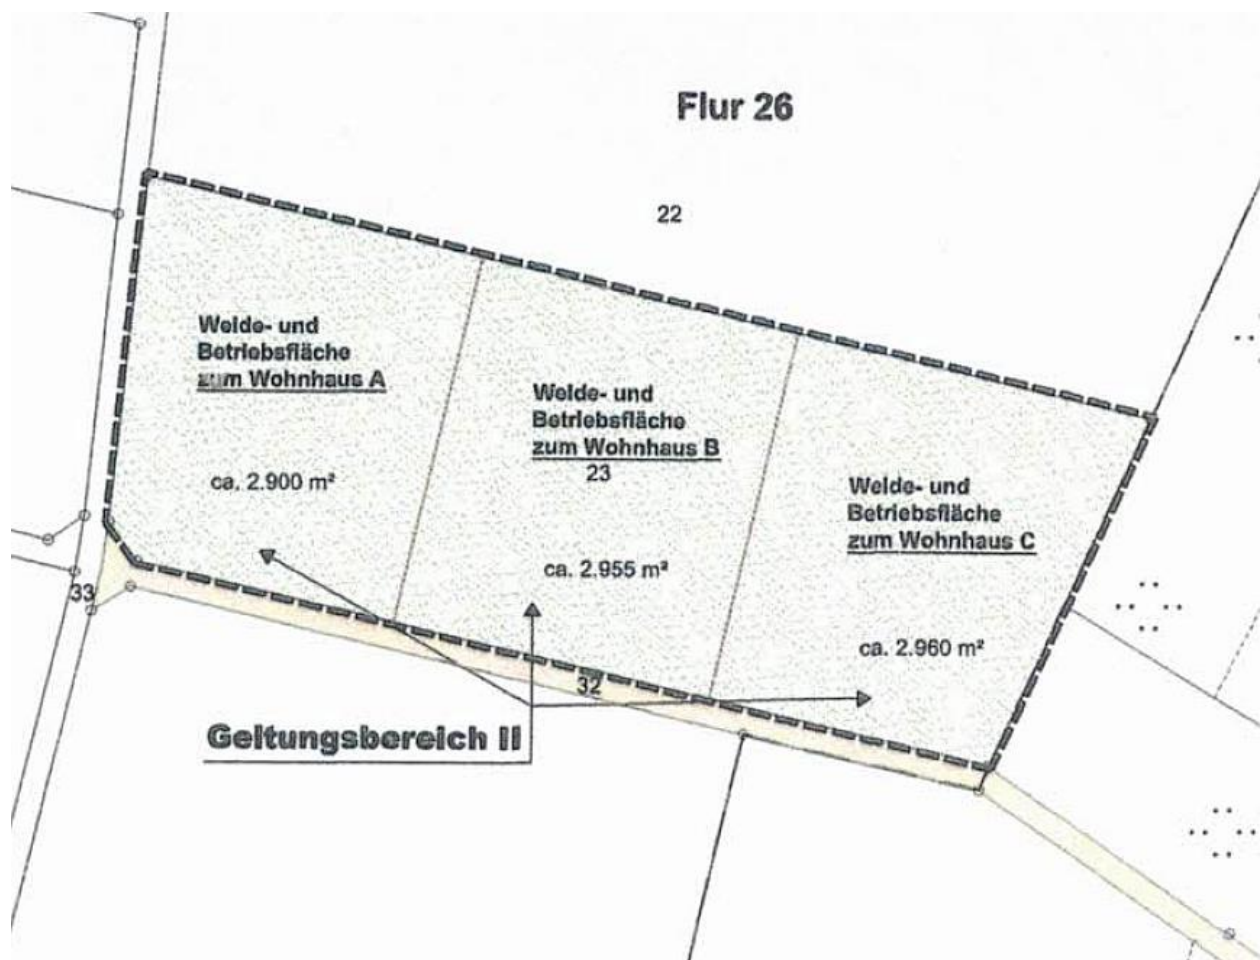 Flur 26
22
Weide- und
Betriebsfläche
zum Wohnhaus A
ca. 2.900 m²
Weide- und
Betriebsfläche
zum Wohnhaus B
23
ca. 2.955 m²
Weide- und
Betriebsfläche
zum Wohnhaus C
ca. 2.960 m²
33
32
Geltungsbereich II